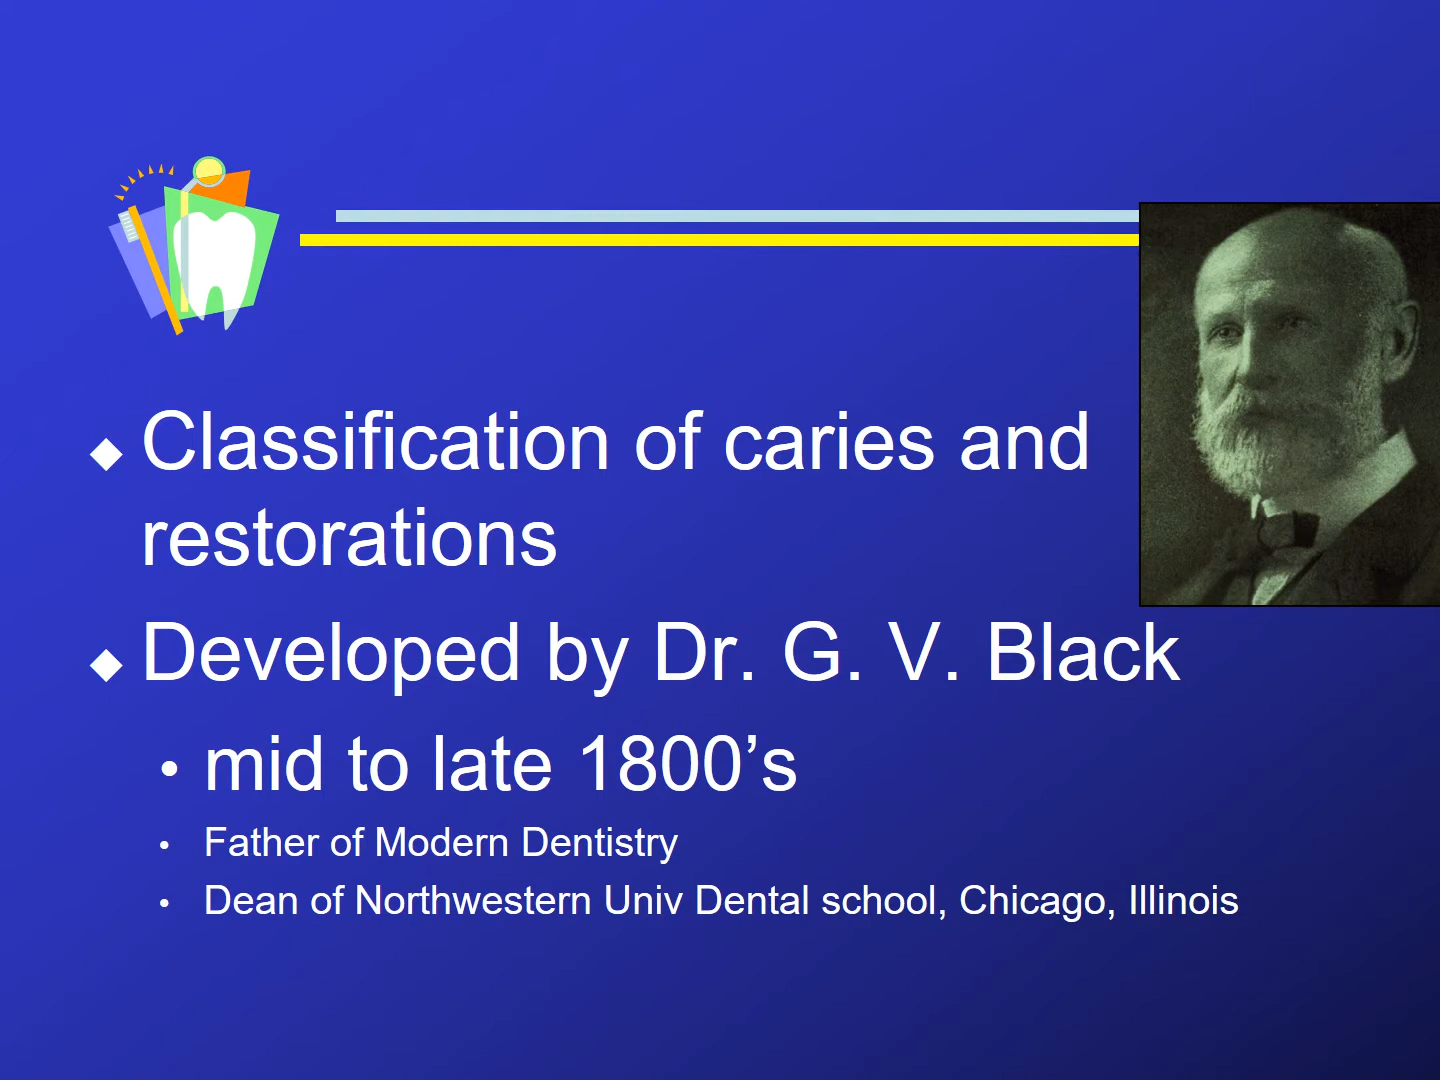 Classification of caries and
restorations
Developed by Dr. G. V. Black
mid to late 1800’s
Father of Modern Dentistry
Dean of Northwestern Univ Dental school, Chicago, Illinois